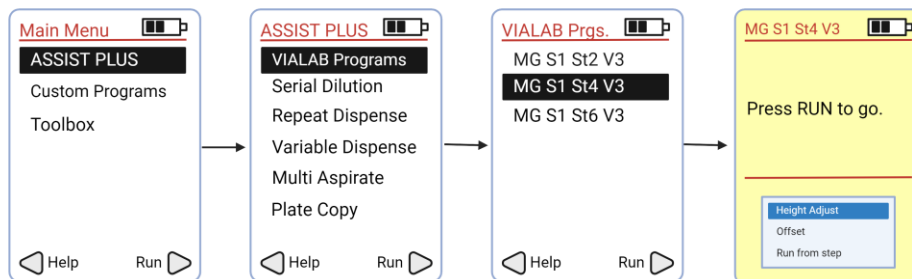 Main Menu
ASSIST PLUS
Custom Programs
Toolbox
Help Run
ASSIST PLUS
VIALAB Programs
Serial Dilution
Repeat Dispense
Variable Dispense
Multi Aspirate
Plate Copy
Help Run
VIALAB Prgs.
MG S1 St2 V3
MG S1 St4 V3
MG S1 St6 V3
Help Run
MG S1 St4 V3
Press RUN to go.
Height Adjust
Offset
Run from step